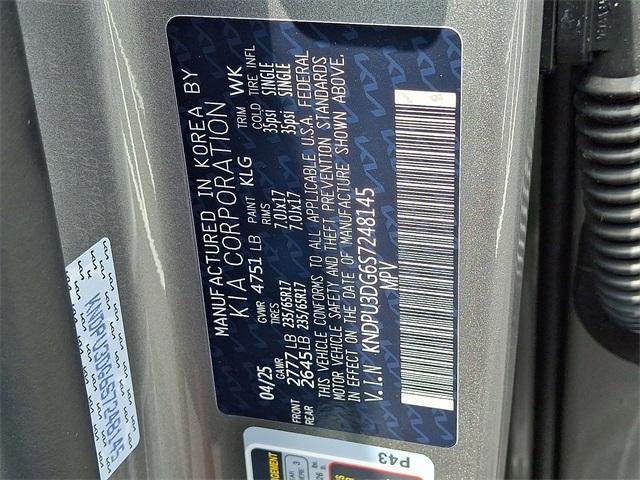 MANUFACTURED IN KOREA BY
KIA CORPORATION
04/25 GVWR 4751 LB PAINT KLG TRIM WK
GAWR TIRES RIMS COLD TIRE INFL
FRONT 2777 LB 235/65R17 7.0Jx17 35psi SINGLE
REAR 2645 LB 235/65R17 7.0Jx17 35psi SINGLE
THIS VEHICLE CONFORMS TO ALL APPLICABLE U.S.A. FEDERAL
MOTOR VEHICLE SAFETY AND THEFT PREVENTION STANDARDS
IN EFFECT ON THE DATE OF MANUFACTURE SHOWN ABOVE.
V.I.N KNDPU3DG6S7248145
MPV
KNDPU3DG6S7248145
P43